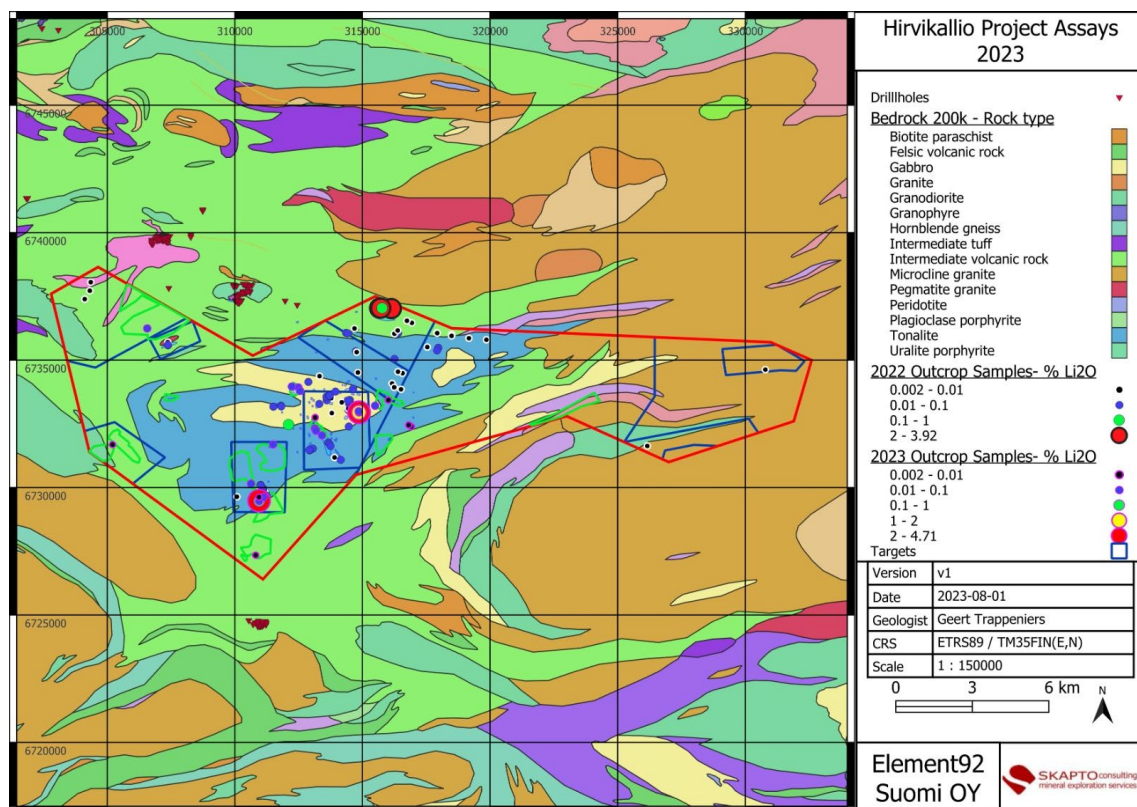 305000 310000 315000 320000 325000 330000
6745000
6740000
6735000
6730000
6725000
6720000
Hirvikallio Project Assays
2023
Drilllholes
Bedrock 200k - Rock type
Biotite paraschist
Felsic volcanic rock
Gabbro
Granite
Granodiorite
Granophyre
Hornblende gneiss
Intermediate tuff
Intermediate volcanic rock
Microcline granite
Pegmatite granite
Peridotite
Plagioclase porphyrite
Tonalite
Uralite porphyrite
2022 Outcrop Samples- % Li2O
0.002 - 0.01
0.01 - 0.1
0.1 - 1
2 - 3.92
2023 Outcrop Samples- % Li2O
0.002 - 0.01
0.01 - 0.1
0.1 - 1
1 - 2
2 - 4.71
Targets
Version v1
Date 2023-08-01
Geologist Geert Trappeniers
CRS ETRS89 / TM35FIN(E,N)
Scale 1 : 150000
0 3 6 km N
Element92
Suomi OY
SKAPTO consulting
mineral exploration services